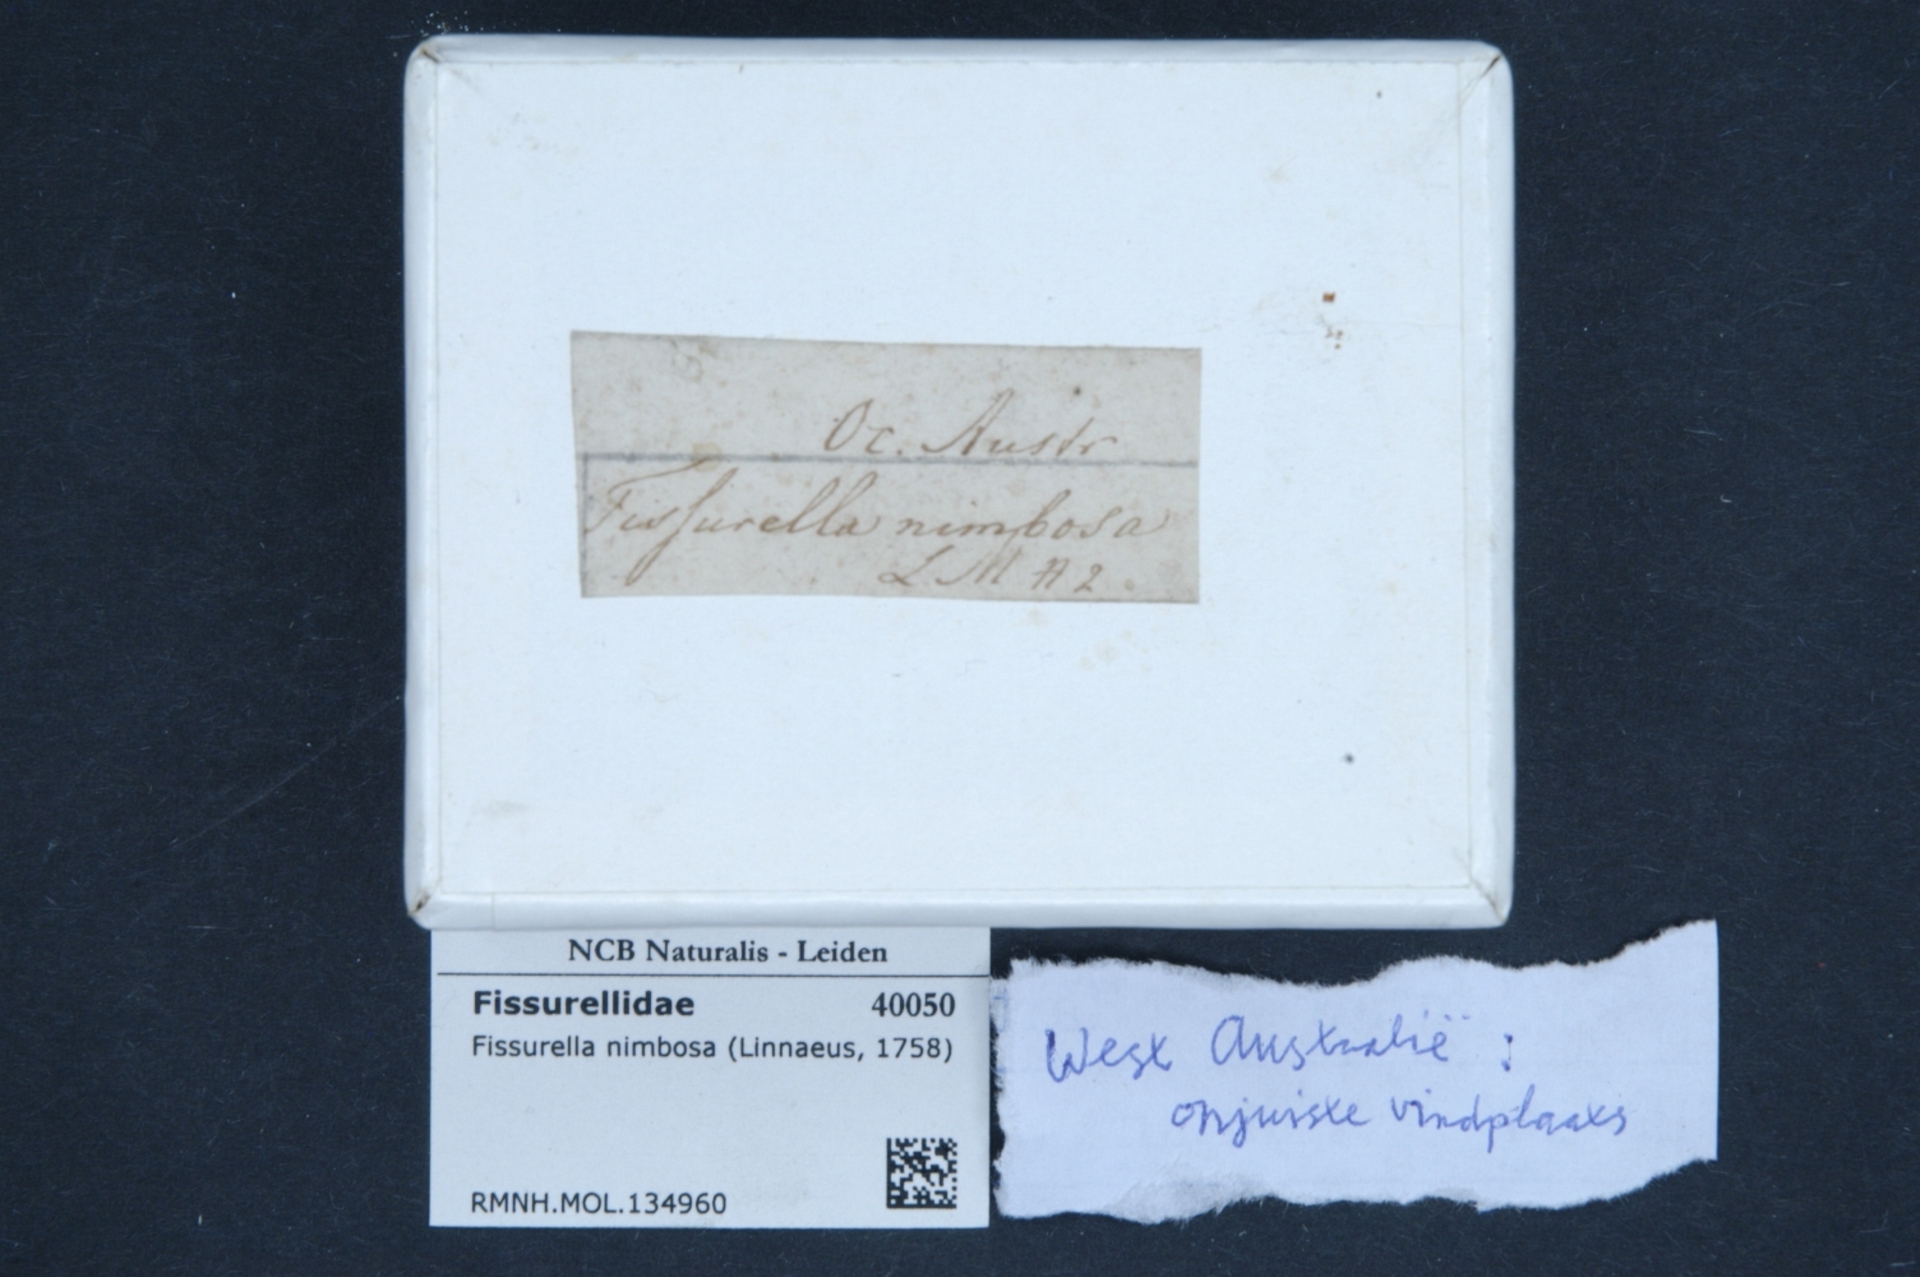 Oc. Austr
Fissurella nimbosa
L M A 2.
NCB Naturalis - Leiden
Fissurellidae 40050
Fissurella nimbosa (Linnaeus, 1758)
RMNH.MOL.134960
West Australië :
onjuiste vindplaats